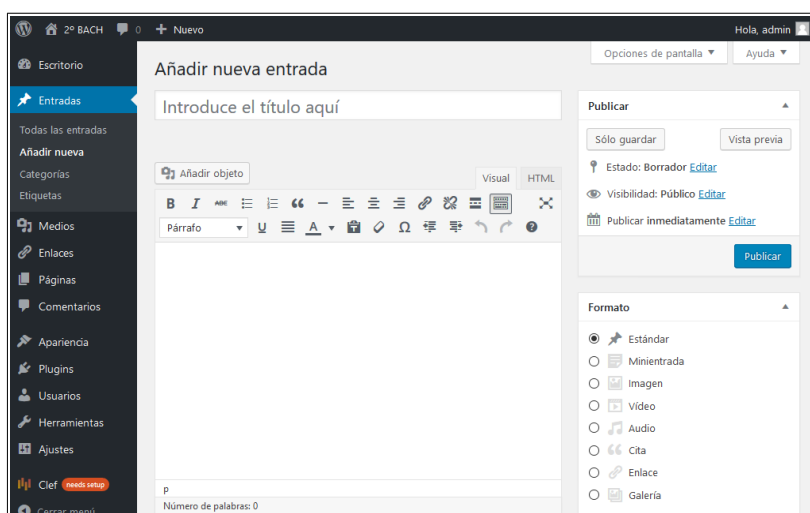 2º BACH 0 + Nuevo Hola, admin
Opciones de pantalla Ayuda
Escritorio
Entradas
Todas las entradas
Añadir nueva
Categorías
Etiquetas
Medios
Enlaces
Páginas
Comentarios
Apariencia
Plugins
Usuarios
Herramientas
Ajustes
Clef needs setup
Cerrar menú
Añadir nueva entrada
Introduce el título aquí
Añadir objeto
Visual HTML
B I ABC
Párrafo U A Ω
p
Número de palabras: 0
Publicar
Sólo guardar Vista previa
Estado: Borrador Editar
Visibilidad: Público Editar
Publicar inmediatamente Editar
Publicar
Formato
Estándar
Minientrada
Imagen
Vídeo
Audio
Cita
Enlace
Galería